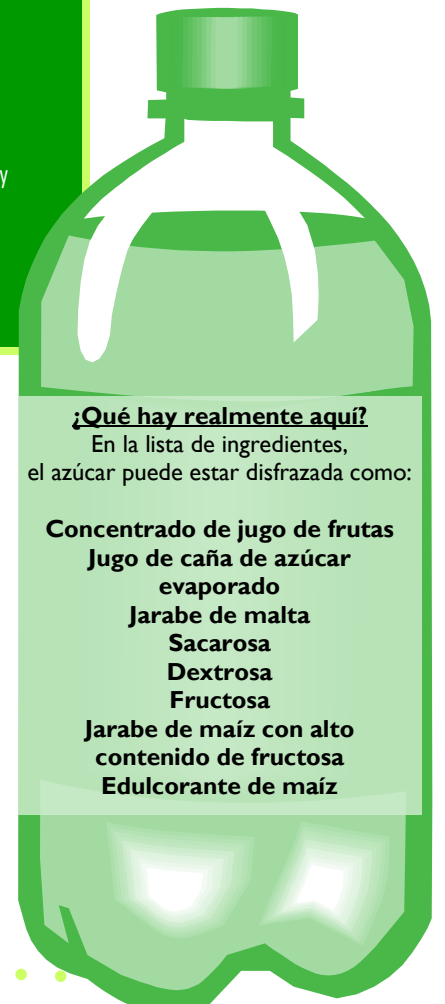 y
¿Qué hay realmente aquí?
En la lista de ingredientes,
el azúcar puede estar disfrazada como:
Concentrado de jugo de frutas
Jugo de caña de azúcar
evaporado
Jarabe de malta
Sacarosa
Dextrosa
Fructosa
Jarabe de maíz con alto
contenido de fructosa
Edulcorante de maíz